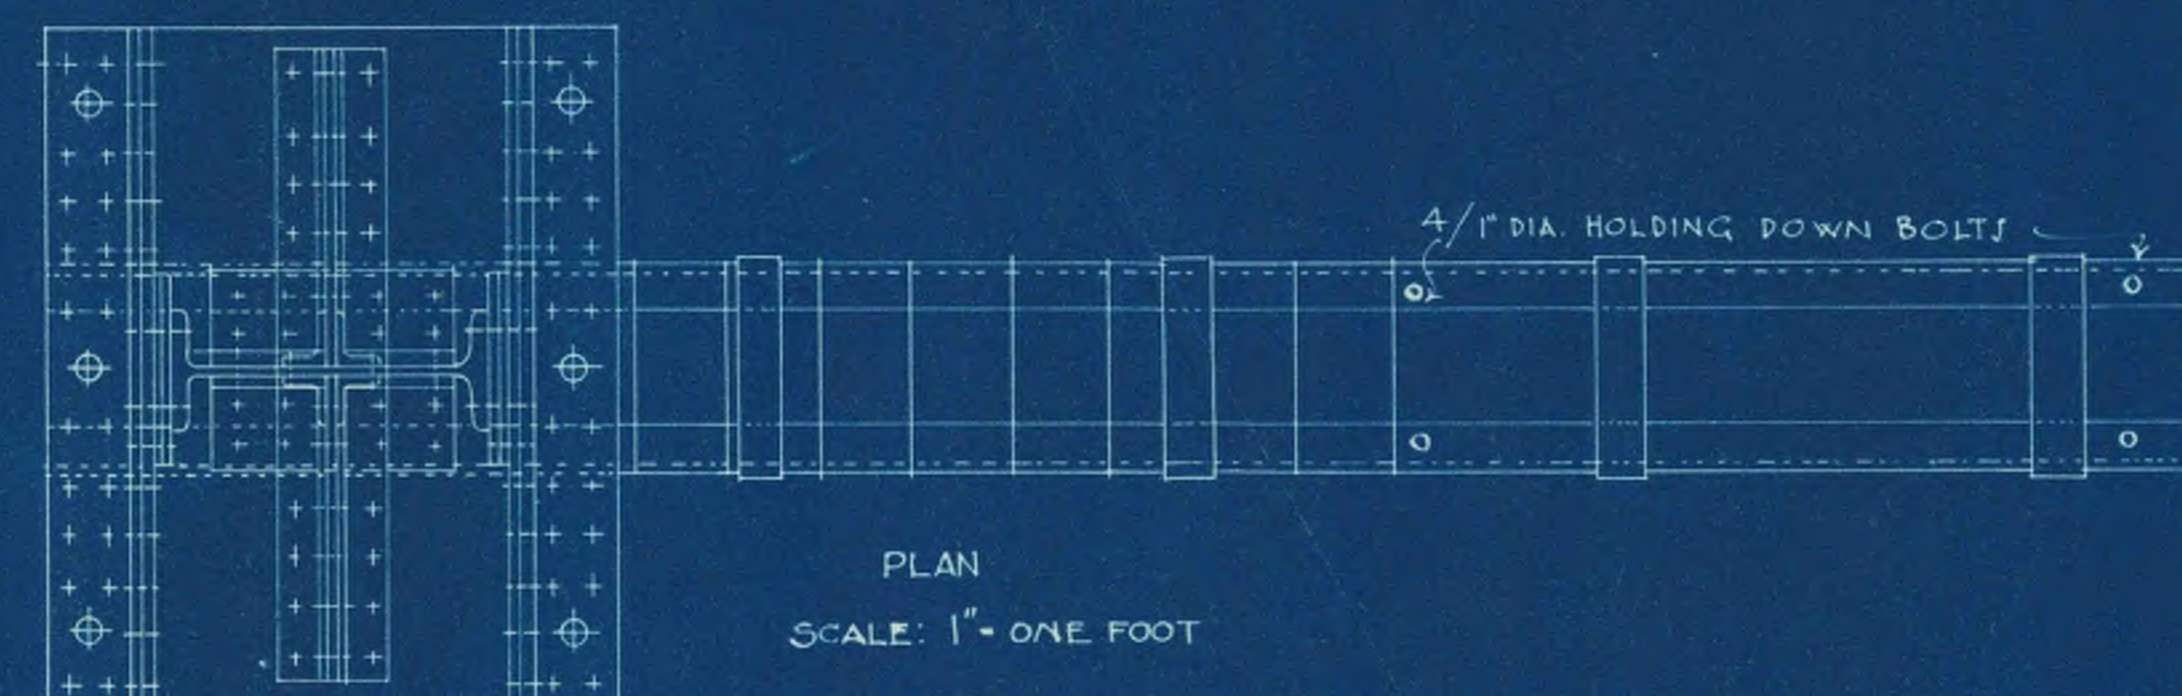 4/1" DIA. HOLDING DOWN BOLTS
PLAN
SCALE: 1"- ONE FOOT